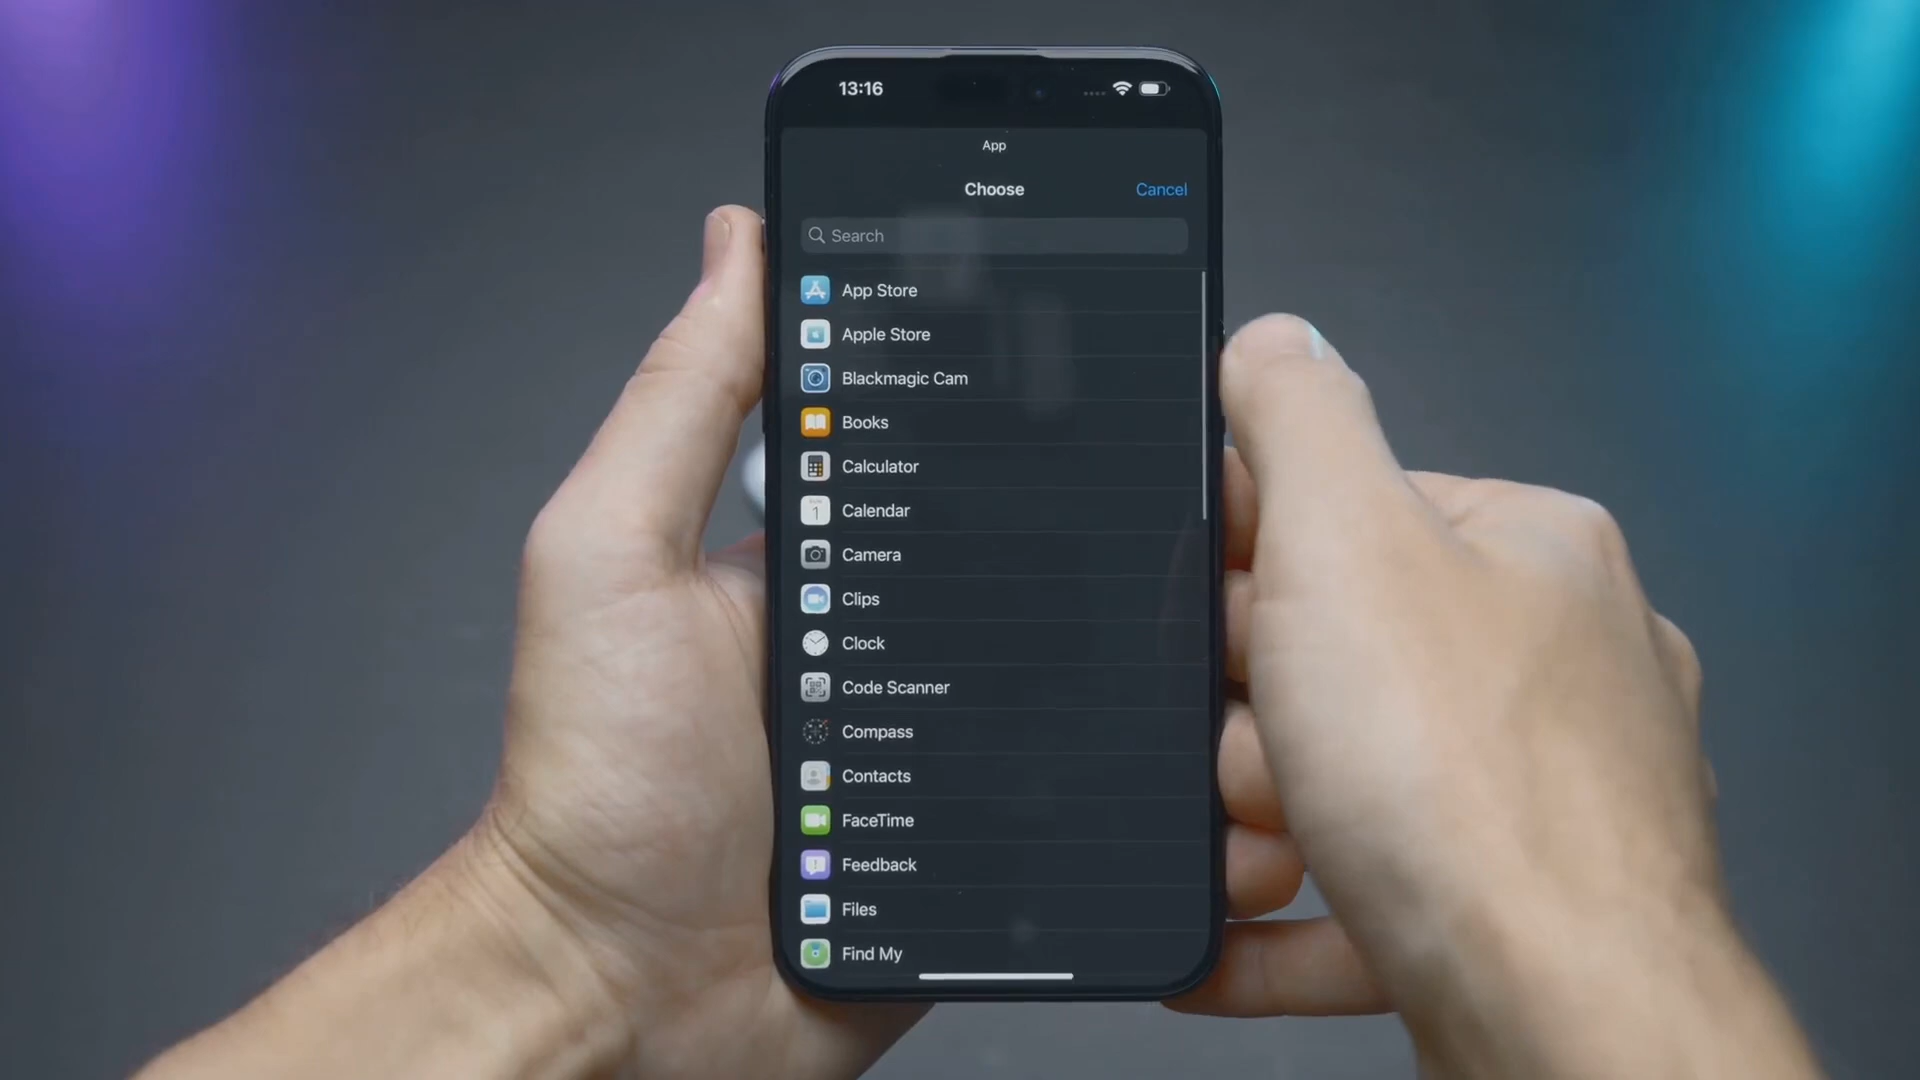 13:16
App
Choose
Cancel
Search
App Store
Apple Store
Blackmagic Cam
Books
Calculator
1
Calendar
Camera
Clips
Clock
Code Scanner
Compass
Contacts
FaceTime
Feedback
Files
Find My